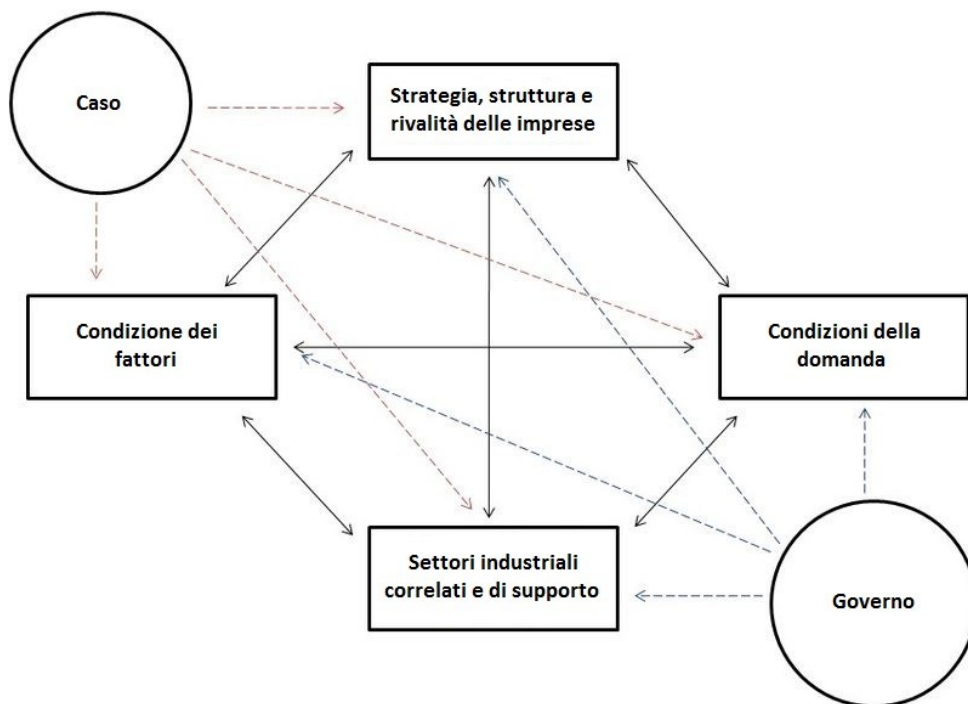 Caso
Strategia, struttura e
rivalità delle imprese
Condizione dei
fattori
Condizioni della
domanda
Settori industriali
correlati e di supporto
Governo